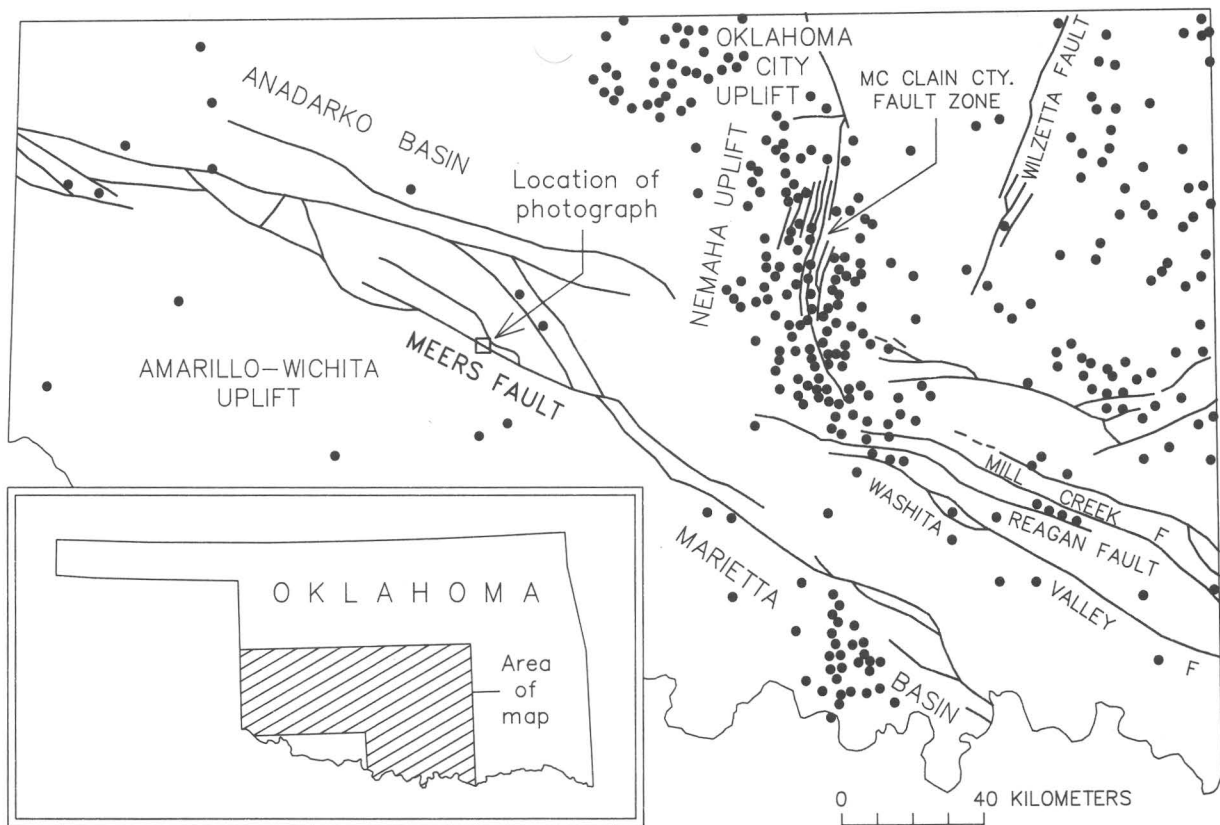 ANADARKO BASIN
OKLAHOMA
CITY
UPLIFT
MC CLAIN CTY.
FAULT ZONE
WILZETTA FAULT
NEMAHA UPLIFT
Location of
photograph
AMARILLO-WICHITA
UPLIFT
MEERS FAULT
MILL CREEK F
REAGAN FAULT
WASHITA VALLEY F
MARIETTA BASIN
OKLAHOMA
Area
of
map
0 40 KILOMETERS